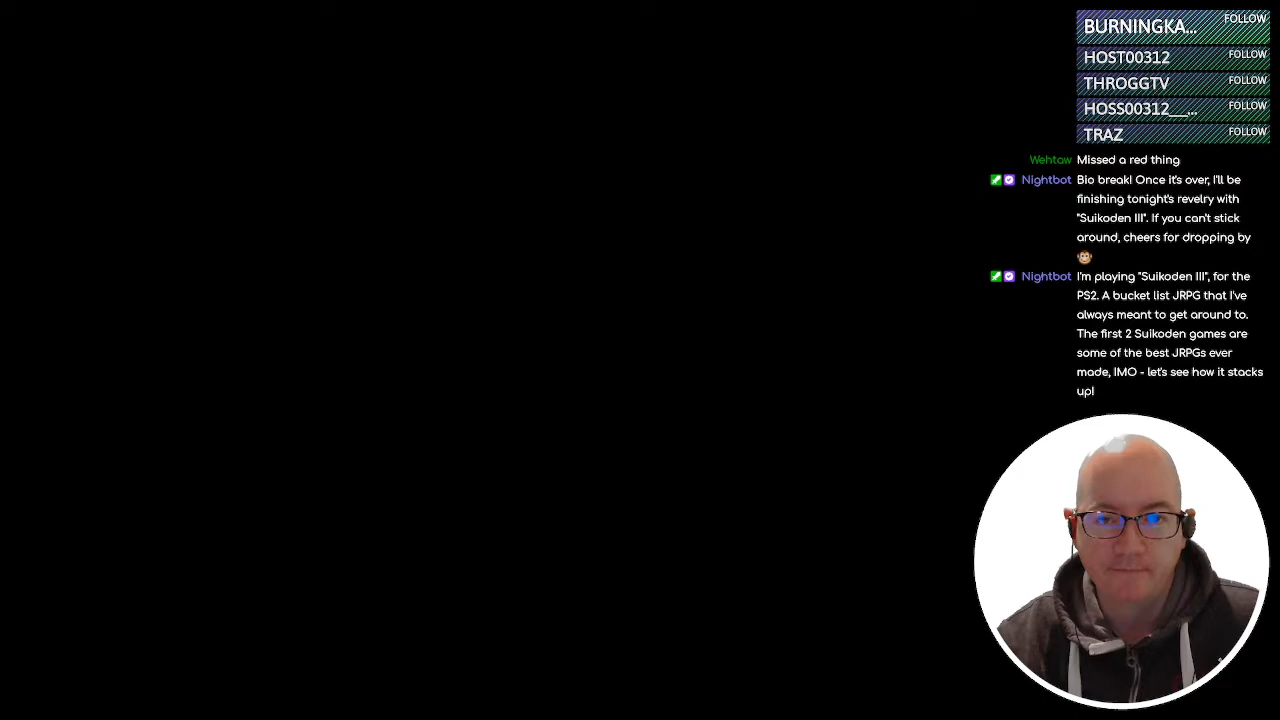 BURNINGKA... FOLLOW
HOST00312 FOLLOW
THROGGTV FOLLOW
HOSS00312__... FOLLOW
TRAZ FOLLOW
Wehtaw Missed a red thing
Nightbot Bio break! Once it's over, I'll be
finishing tonight's revelry with
"Suikoden III". If you can't stick
around, cheers for dropping by
🐵
Nightbot I'm playing "Suikoden III", for the
PS2. A bucket list JRPG that I've
always meant to get around to.
The first 2 Suikoden games are
some of the best JRPGs ever
made, IMO - let's see how it stacks
up!